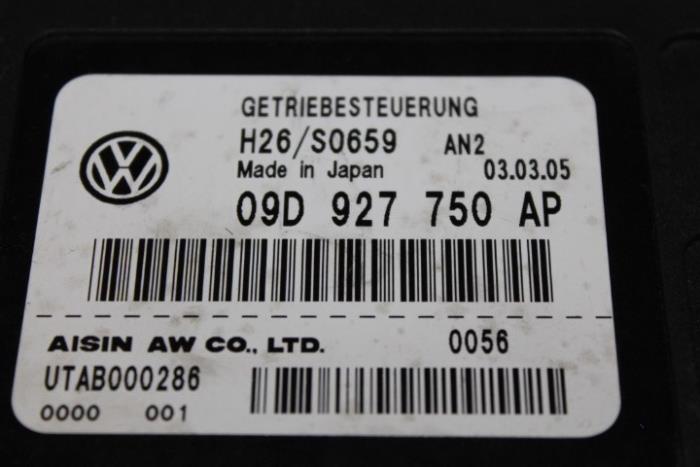 GETRIEBESTEUERUNG
H26/S0659 AN2
Made in Japan 03.03.05
09D 927 750 AP
AISIN AW CO., LTD. 0056
UTAB000286
0000 001